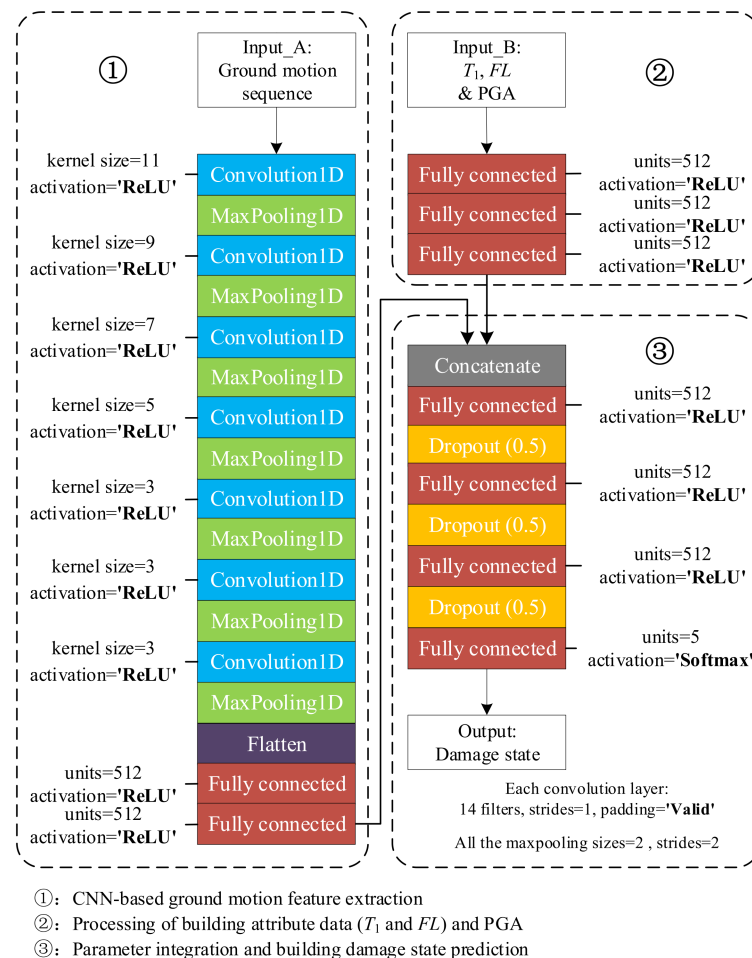 ①
Input_A:
Ground motion
sequence
kernel size=11
activation='ReLU'
Convolution1D
MaxPooling1D
kernel size=9
activation='ReLU'
Convolution1D
MaxPooling1D
kernel size=7
activation='ReLU'
Convolution1D
MaxPooling1D
kernel size=5
activation='ReLU'
Convolution1D
MaxPooling1D
kernel size=3
activation='ReLU'
Convolution1D
MaxPooling1D
kernel size=3
activation='ReLU'
Convolution1D
MaxPooling1D
kernel size=3
activation='ReLU'
Convolution1D
MaxPooling1D
Flatten
units=512
activation='ReLU'
Fully connected
units=512
activation='ReLU'
Fully connected
Input_B:
T1, FL
& PGA
②
Fully connected
units=512
activation='ReLU'
Fully connected
units=512
activation='ReLU'
Fully connected
units=512
activation='ReLU'
③
Concatenate
Fully connected
units=512
activation='ReLU'
Dropout (0.5)
Fully connected
units=512
activation='ReLU'
Dropout (0.5)
Fully connected
units=512
activation='ReLU'
Dropout (0.5)
Fully connected
units=5
activation='Softmax'
Output:
Damage state
Each convolution layer:
14 filters, strides=1, padding='Valid'
All the maxpooling sizes=2 , strides=2
①: CNN-based ground motion feature extraction
②: Processing of building attribute data (T1 and FL) and PGA
③: Parameter integration and building damage state prediction